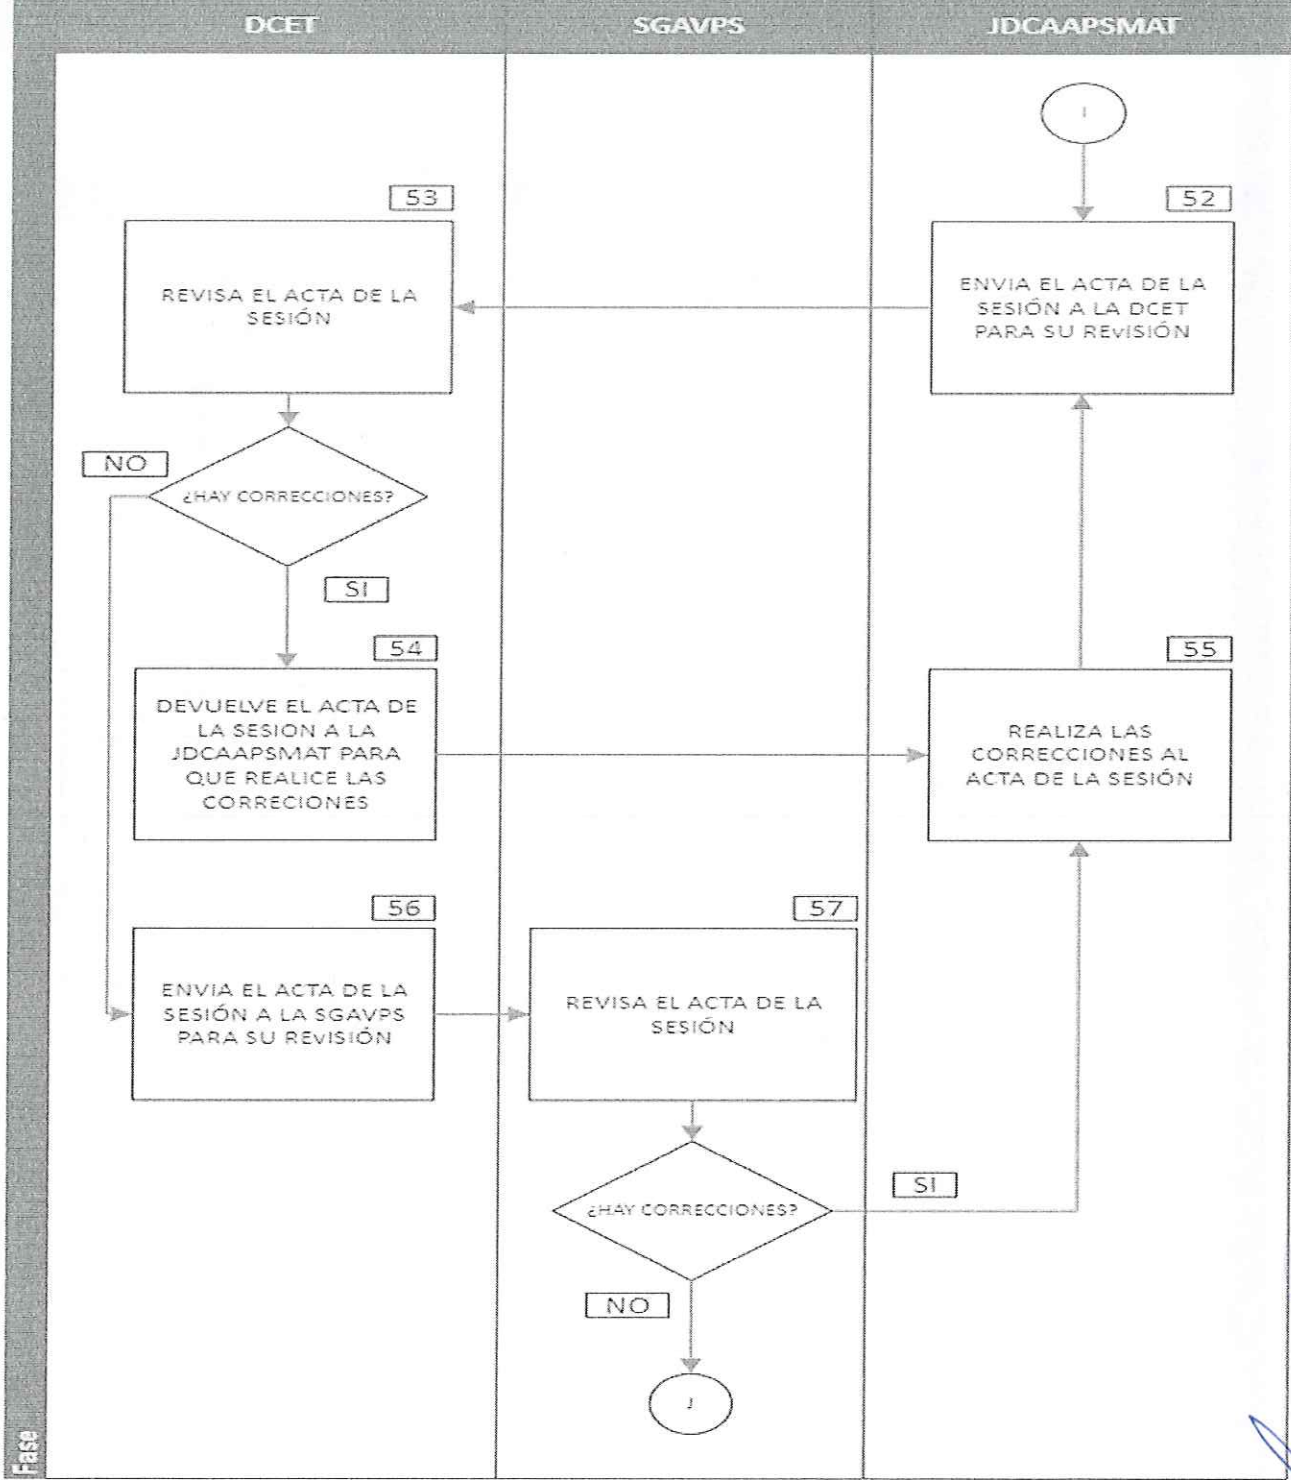 DCET
SGAVPS
JDCAAPSMAT
I
53
52
REVISA EL ACTA DE LA
SESIÓN
ENVIA EL ACTA DE LA
SESIÓN A LA DCET
PARA SU REVISIÓN
NO
¿HAY CORRECCIONES?
SI
54
55
DEVUELVE EL ACTA DE
LA SESION A LA
JDCAAPSMAT PARA
QUE REALICE LAS
CORRECIONES
REALIZA LAS
CORRECCIONES AL
ACTA DE LA SESIÓN
56
57
ENVIA EL ACTA DE LA
SESIÓN A LA SGAVPS
PARA SU REVISIÓN
REVISA EL ACTA DE LA
SESIÓN
¿HAY CORRECCIONES?
SI
NO
J
Fase